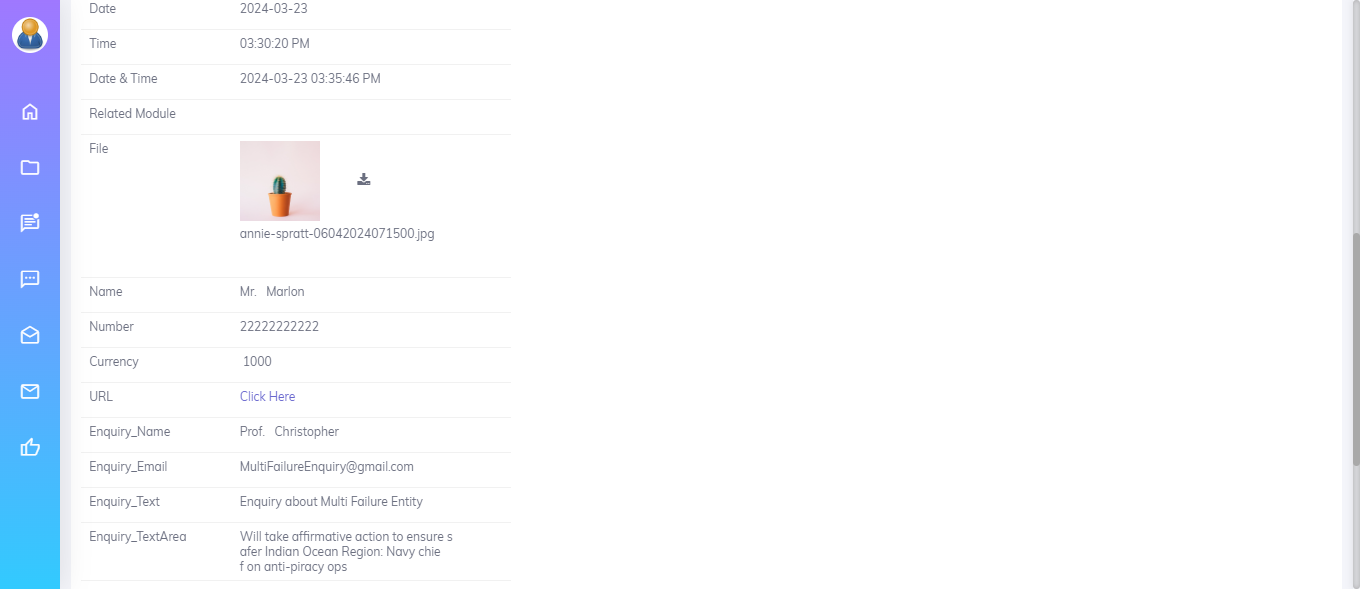 Date 2024-03-23
Time 03:30:20 PM
Date & Time 2024-03-23 03:35:46 PM
Related Module
File
annie-spratt-06042024071500.jpg
Name Mr. Marlon
Number 22222222222
Currency 1000
URL Click Here
Enquiry_Name Prof. Christopher
Enquiry_Email MultiFailureEnquiry@gmail.com
Enquiry_Text Enquiry about Multi Failure Entity
Enquiry_TextArea Will take affirmative action to ensure s
afer Indian Ocean Region: Navy chie
f on anti-piracy ops